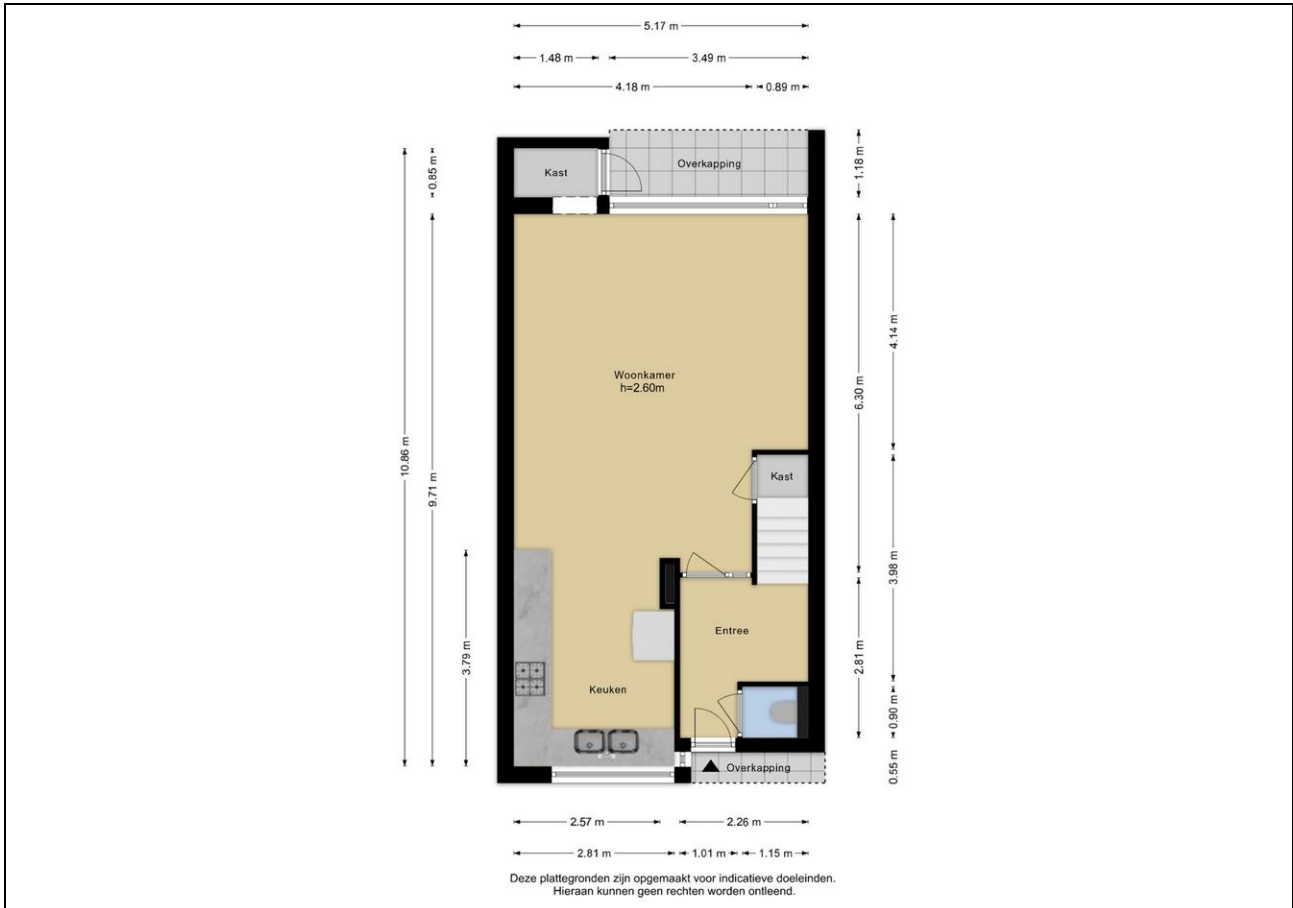 5.17 m
1.48 m
3.49 m
4.18 m
0.89 m
Kast
Overkapping
0.85 m
1.18 m
Woonkamer
h=2.60m
4.14 m
6.30 m
10.86 m
9.71 m
Kast
3.98 m
Entree
3.79 m
2.81 m
Keuken
0.90 m
Overkapping
0.55 m
2.57 m
2.26 m
2.81 m
1.01 m
1.15 m
Deze plattegronden zijn opgemaakt voor indicatieve doeleinden.
Hieraan kunnen geen rechten worden ontleend.